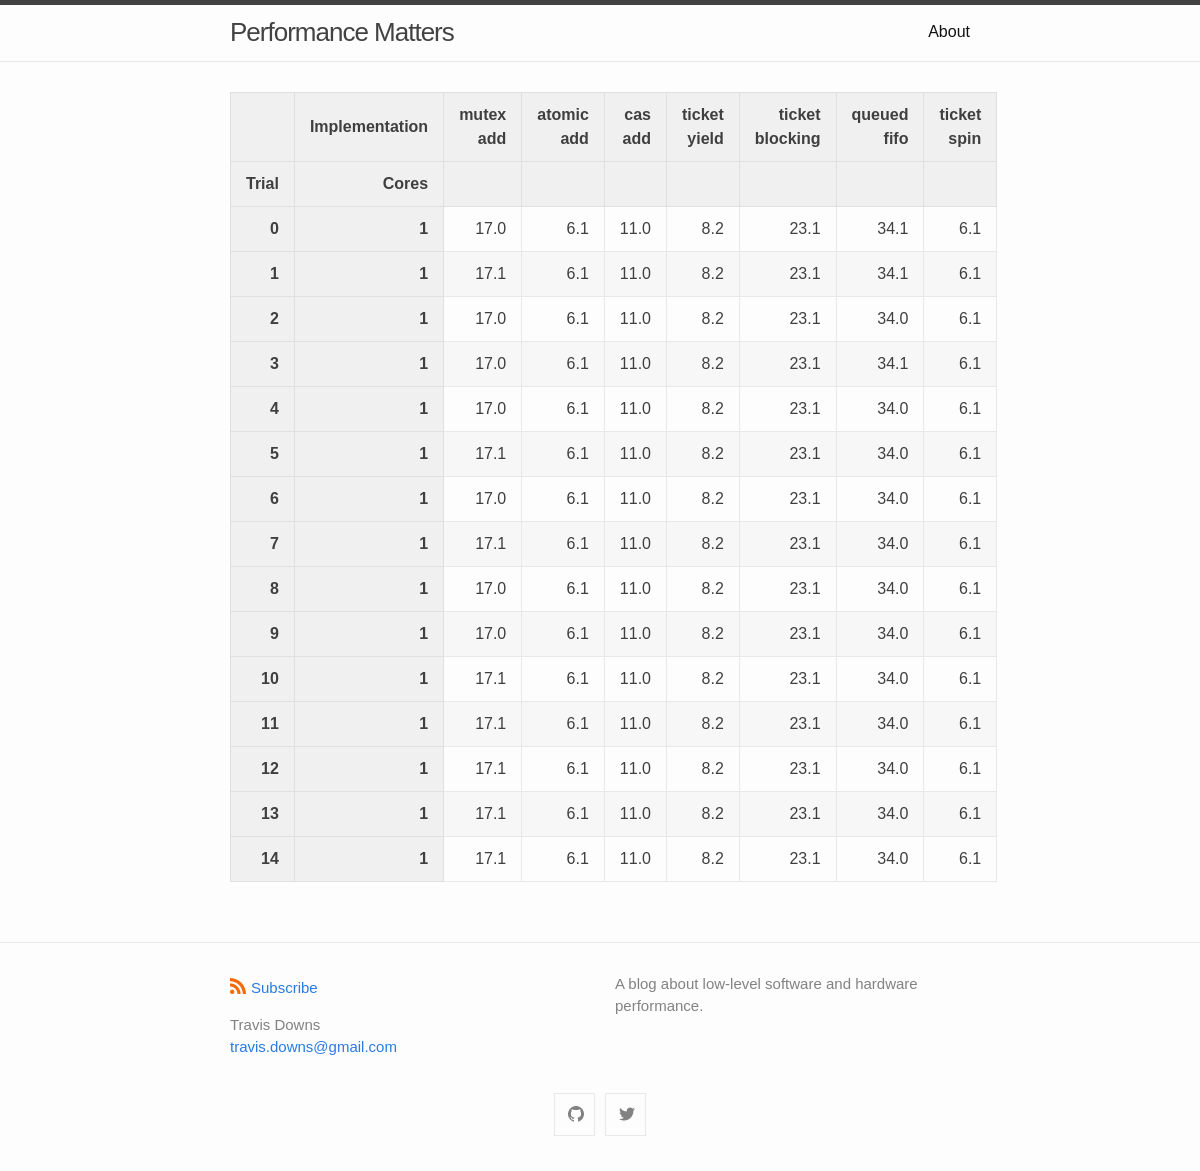 Performance Matters
About
Implementation mutex add atomic add cas add ticket yield ticket blocking queued fifo ticket spin
Trial Cores
0 1 17.0 6.1 11.0 8.2 23.1 34.1 6.1
1 1 17.1 6.1 11.0 8.2 23.1 34.1 6.1
2 1 17.0 6.1 11.0 8.2 23.1 34.0 6.1
3 1 17.0 6.1 11.0 8.2 23.1 34.1 6.1
4 1 17.0 6.1 11.0 8.2 23.1 34.0 6.1
5 1 17.1 6.1 11.0 8.2 23.1 34.0 6.1
6 1 17.0 6.1 11.0 8.2 23.1 34.0 6.1
7 1 17.1 6.1 11.0 8.2 23.1 34.0 6.1
8 1 17.0 6.1 11.0 8.2 23.1 34.0 6.1
9 1 17.0 6.1 11.0 8.2 23.1 34.0 6.1
10 1 17.1 6.1 11.0 8.2 23.1 34.0 6.1
11 1 17.1 6.1 11.0 8.2 23.1 34.0 6.1
12 1 17.1 6.1 11.0 8.2 23.1 34.0 6.1
13 1 17.1 6.1 11.0 8.2 23.1 34.0 6.1
14 1 17.1 6.1 11.0 8.2 23.1 34.0 6.1
Subscribe
Travis Downs
travis.downs@gmail.com
A blog about low-level software and hardware
performance.